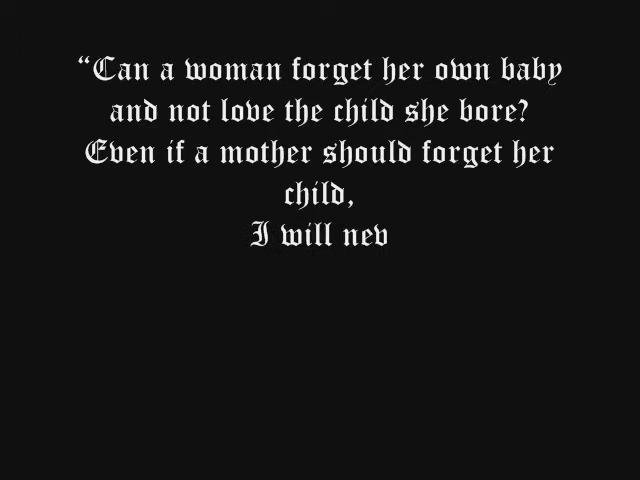 “Can a woman forget her own baby
and not love the child she bore?
Even if a mother should forget her
child,
I will nev